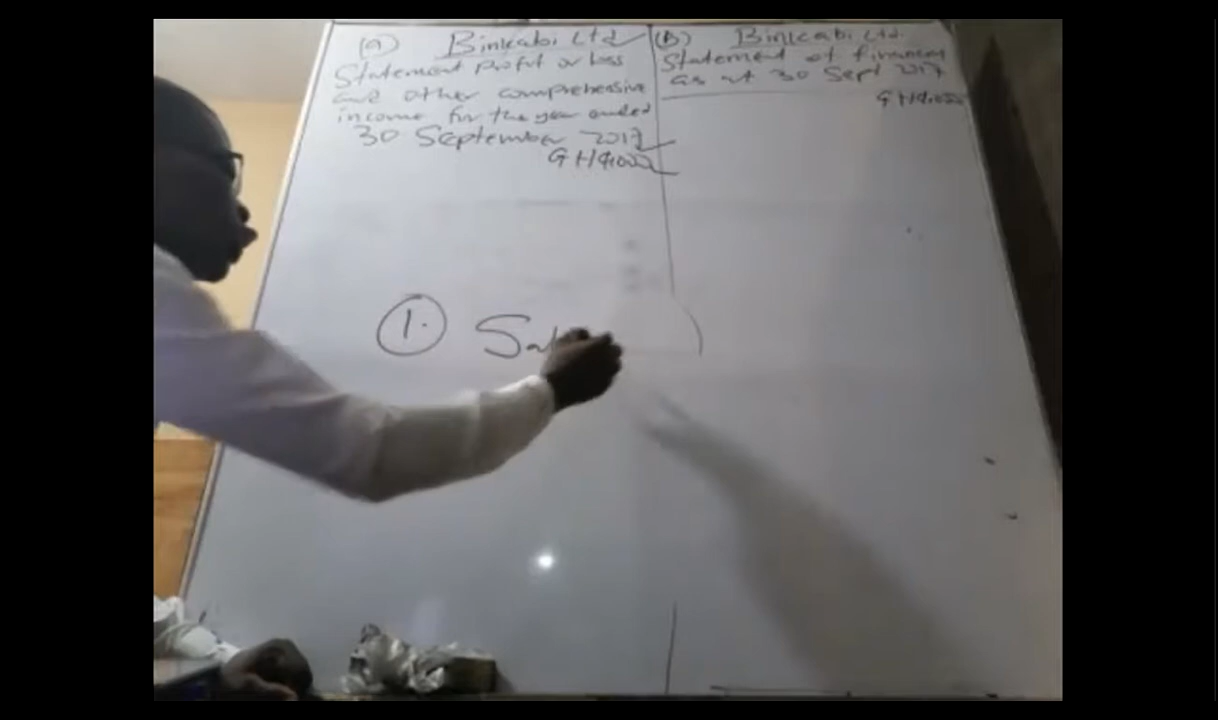 (a) Binkabi Ltd
Statement Profit or loss
and other comprehensive
income for the year ended
30 September 2017
GH¢000
(b) Binkabi Ltd.
Statement of financial
as at 30 Sept 2017
GH¢000
1. Sal